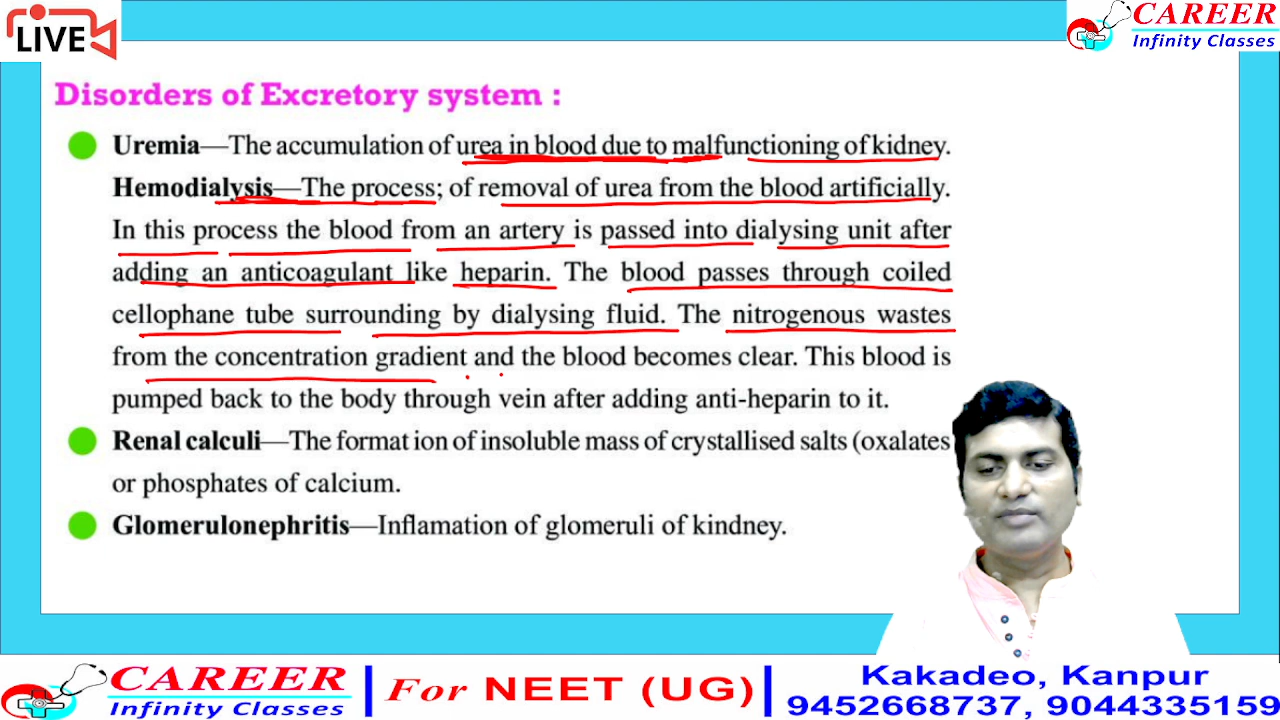 LIVE
CAREER
Infinity Classes
Disorders of Excretory system :
Uremia—The accumulation of urea in blood due to malfunctioning of kidney.
Hemodialysis—The process; of removal of urea from the blood artificially.
In this process the blood from an artery is passed into dialysing unit after
adding an anticoagulant like heparin. The blood passes through coiled
cellophane tube surrounding by dialysing fluid. The nitrogenous wastes
from the concentration gradient and the blood becomes clear. This blood is
pumped back to the body through vein after adding anti-heparin to it.
Renal calculi—The format ion of insoluble mass of crystallised salts (oxalates
or phosphates of calcium.
Glomerulonephritis—Inflamation of glomeruli of kindney.
CAREER
Infinity Classes
For NEET (UG)
Kakadeo, Kanpur
9452668737, 9044335159